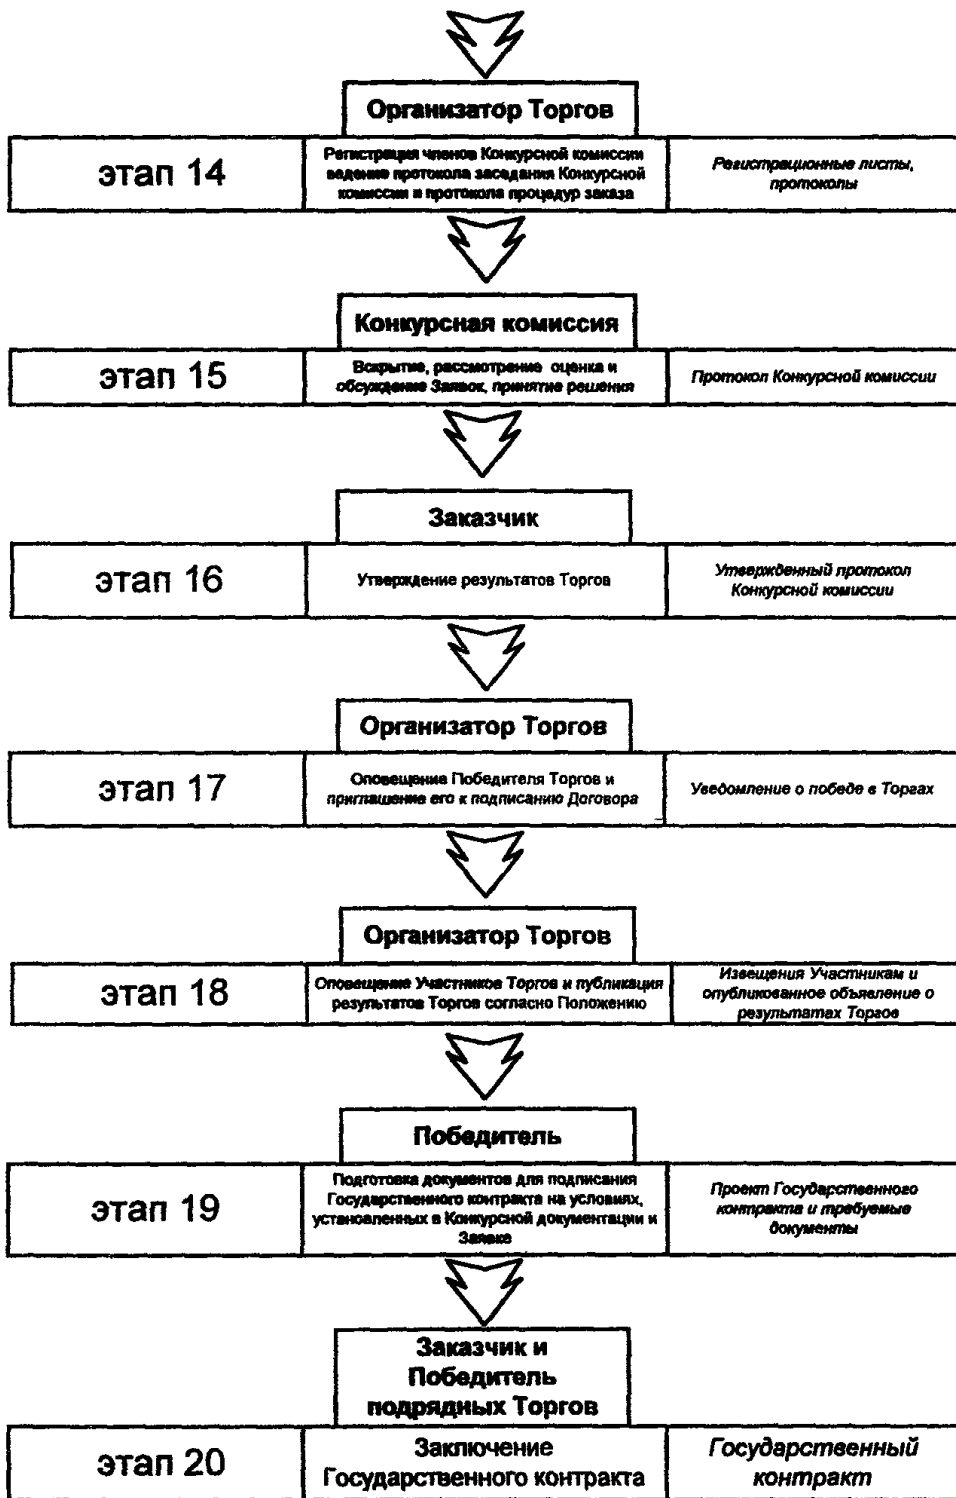 Организатор Торгов
этап 14
Регистрация членов Конкурсной комиссии
ведение протокола заседания Конкурсной
комиссии и протокола процедур заказа
Регистрационные листы,
протоколы
Конкурсная комиссия
этап 15
Вскрытие, рассмотрение оценка и
обсуждение Заявок, принятие решения
Протокол Конкурсной комиссии
Заказчик
этап 16
Утверждение результатов Торгов
Утвержденный протокол
Конкурсной комиссии
Организатор Торгов
этап 17
Оповещение Победителя Торгов и
приглашение его к подписанию Договора
Уведомление о победе в Торгах
Организатор Торгов
этап 18
Оповещение Участников Торгов и публикация
результатов Торгов согласно Положению
Извещения Участникам и
опубликованное объявление о
результатах Торгов
Победитель
этап 19
Подготовка документов для подписания
Государственного контракта на условиях,
установленных в Конкурсной документации и
Заявке
Проект Государственного
контракта и требуемые
документы
Заказчик и
Победитель
подрядных Торгов
этап 20
Заключение
Государственного контракта
Государственный
контракт